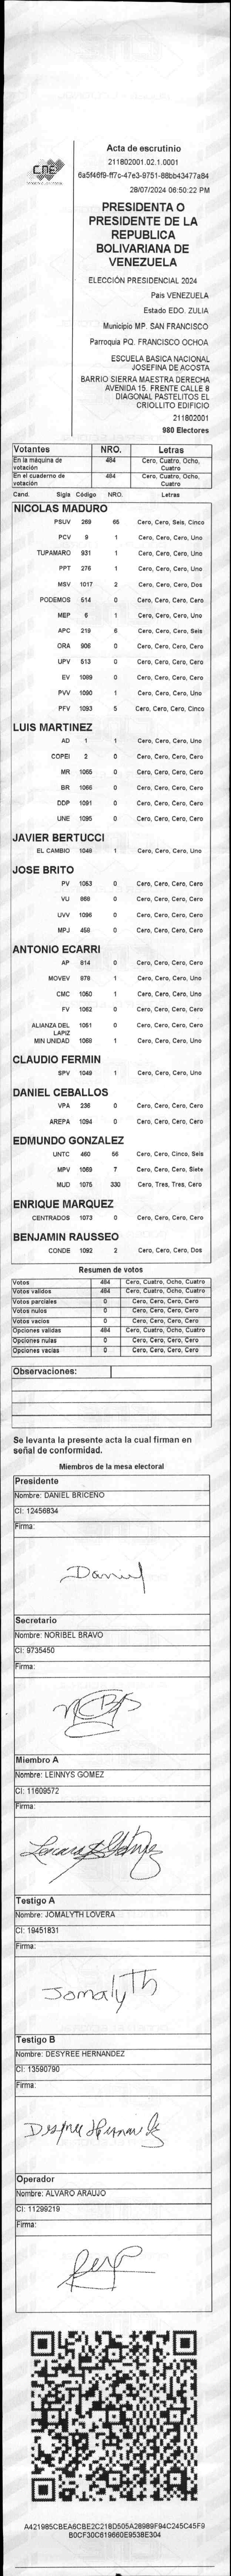 CNE
Acta de escrutinio
211802001.02.1.0001
6a5f46f9-ff7c-47e3-9751-88bb43477a84
28/07/2024 06:50:22 PM
PRESIDENTA O
PRESIDENTE DE LA
REPUBLICA
BOLIVARIANA DE
VENEZUELA
ELECCIÓN PRESIDENCIAL 2024
Pais VENEZUELA
Estado EDO. ZULIA
Municipio MP. SAN FRANCISCO
Parroquia PQ. FRANCISCO OCHOA
ESCUELA BASICA NACIONAL
JOSEFINA DE ACOSTA
BARRIO SIERRA MAESTRA DERECHA
AVENIDA 15. FRENTE CALLE 8
DIAGONAL PASTELITOS EL
CRIOLLITO EDIFICIO
211802001
980 Electores
Votantes NRO. Letras
En la máquina de votación 484 Cero, Cuatro, Ocho, Cuatro
En el cuaderno de votación 484 Cero, Cuatro, Ocho, Cuatro
Cand. Sigla Código NRO. Letras
NICOLAS MADURO
PSUV 269 65 Cero, Cero, Seis, Cinco
PCV 9 1 Cero, Cero, Cero, Uno
TUPAMARO 931 1 Cero, Cero, Cero, Uno
PPT 276 1 Cero, Cero, Cero, Uno
MSV 1017 2 Cero, Cero, Cero, Dos
PODEMOS 514 0 Cero, Cero, Cero, Cero
MEP 6 1 Cero, Cero, Cero, Uno
APC 219 6 Cero, Cero, Cero, Seis
ORA 906 0 Cero, Cero, Cero, Cero
UPV 513 0 Cero, Cero, Cero, Cero
EV 1089 0 Cero, Cero, Cero, Cero
PVV 1090 1 Cero, Cero, Cero, Uno
PFV 1093 5 Cero, Cero, Cero, Cinco
LUIS MARTINEZ
AD 1 1 Cero, Cero, Cero, Uno
COPEI 2 0 Cero, Cero, Cero, Cero
MR 1065 0 Cero, Cero, Cero, Cero
BR 1066 0 Cero, Cero, Cero, Cero
DDP 1091 0 Cero, Cero, Cero, Cero
UNE 1095 0 Cero, Cero, Cero, Cero
JAVIER BERTUCCI
EL CAMBIO 1048 1 Cero, Cero, Cero, Uno
JOSE BRITO
PV 1053 0 Cero, Cero, Cero, Cero
VU 868 0 Cero, Cero, Cero, Cero
UVV 1096 0 Cero, Cero, Cero, Cero
MPJ 458 0 Cero, Cero, Cero, Cero
ANTONIO ECARRI
AP 814 0 Cero, Cero, Cero, Cero
MOVEV 878 1 Cero, Cero, Cero, Uno
CMC 1050 1 Cero, Cero, Cero, Uno
FV 1062 0 Cero, Cero, Cero, Cero
ALIANZA DEL LAPIZ 1051 0 Cero, Cero, Cero, Cero
MIN UNIDAD 1068 1 Cero, Cero, Cero, Uno
CLAUDIO FERMIN
SPV 1049 1 Cero, Cero, Cero, Uno
DANIEL CEBALLOS
VPA 236 0 Cero, Cero, Cero, Cero
AREPA 1094 0 Cero, Cero, Cero, Cero
EDMUNDO GONZALEZ
UNTC 460 56 Cero, Cero, Cinco, Seis
MPV 1069 7 Cero, Cero, Cero, Siete
MUD 1075 330 Cero, Tres, Tres, Cero
ENRIQUE MARQUEZ
CENTRADOS 1073 0 Cero, Cero, Cero, Cero
BENJAMIN RAUSSEO
CONDE 1092 2 Cero, Cero, Cero, Dos
Resumen de votos
Votos 484 Cero, Cuatro, Ocho, Cuatro
Votos validos 484 Cero, Cuatro, Ocho, Cuatro
Votos parciales 0 Cero, Cero, Cero, Cero
Votos nulos 0 Cero, Cero, Cero, Cero
Votos vacios 0 Cero, Cero, Cero, Cero
Opciones validas 484 Cero, Cuatro, Ocho, Cuatro
Opciones nulas 0 Cero, Cero, Cero, Cero
Opciones vacias 0 Cero, Cero, Cero, Cero
Observaciones:
Se levanta la presente acta la cual firman en
señal de conformidad.
Miembros de la mesa electoral
Presidente
Nombre: DANIEL BRICEÑO
CI: 12456834
Firma:
Daniel
Secretario
Nombre: NORIBEL BRAVO
CI: 9735450
Firma:
Miembro A
Nombre: LEINNYS GOMEZ
CI: 11609572
Firma:
Testigo A
Nombre: JOMALYTH LOVERA
CI: 19451831
Firma:
Jomalyth
Testigo B
Nombre: DESYREE HERNANDEZ
CI: 13590790
Firma:
Operador
Nombre: ALVARO ARAUJO
CI: 11299219
Firma:
A421985CBEA6CBE2C218D505A28989F94C245C45F9
B0CF30C619660E9538E304